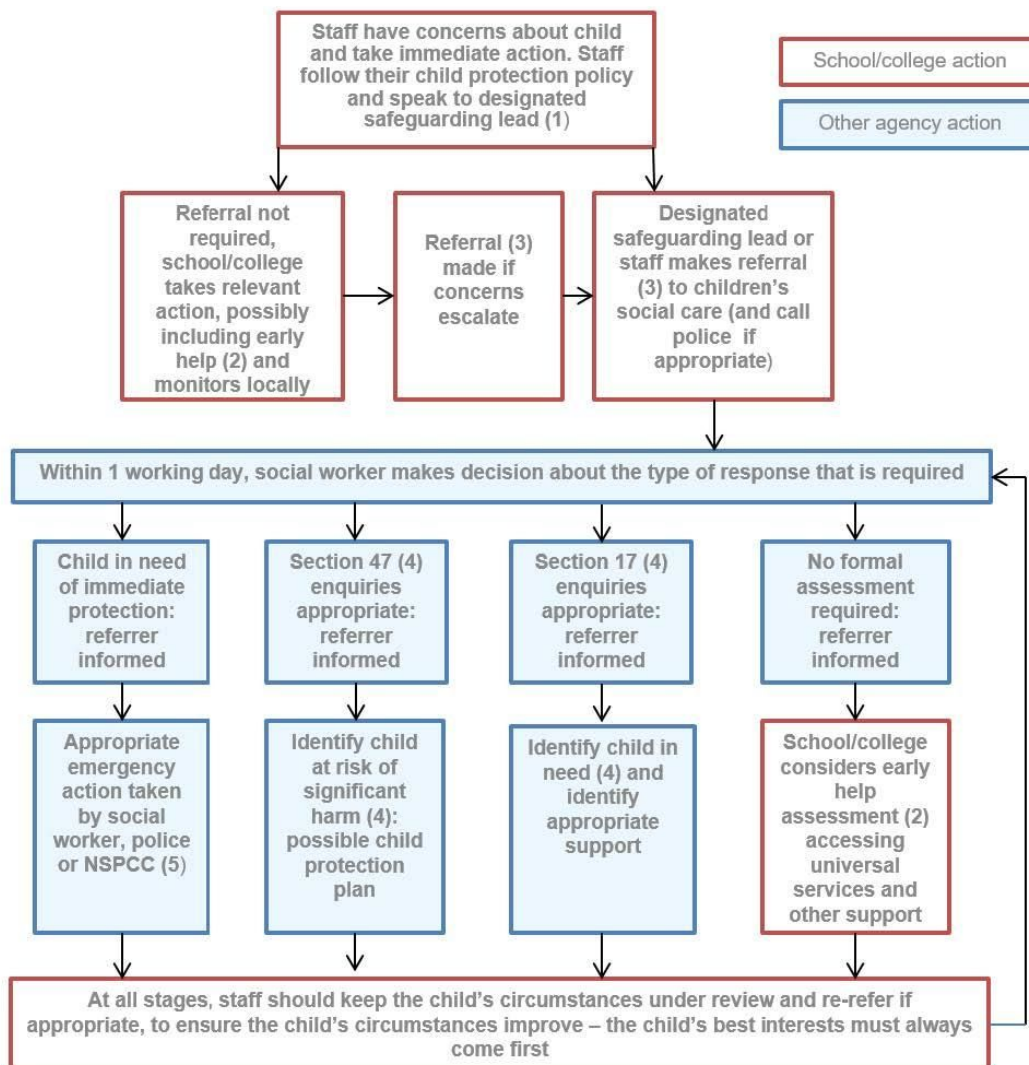 Staff have concerns about child
and take immediate action. Staff
follow their child protection policy
and speak to designated
safeguarding lead (1)
School/college action
Other agency action
Referral not
required,
school/college
takes relevant
action, possibly
including early
help (2) and
monitors locally
Referral (3)
made if
concerns
escalate
Designated
safeguarding lead or
staff makes referral
(3) to children's
social care (and call
police if
appropriate)
Within 1 working day, social worker makes decision about the type of response that is required
Child in need
of immediate
protection:
referrer
informed
Section 47 (4)
enquiries
appropriate:
referrer
informed
Section 17 (4)
enquiries
appropriate:
referrer
informed
No formal
assessment
required:
referrer
informed
Appropriate
emergency
action taken
by social
worker, police
or NSPCC (5)
Identify child
at risk of
significant
harm (4):
possible child
protection
plan
Identify child in
need (4) and
identify
appropriate
support
School/college
considers early
help
assessment (2)
accessing
universal
services and
other support
At all stages, staff should keep the child's circumstances under review and re-refer if
appropriate, to ensure the child's circumstances improve – the child's best interests must always
come first